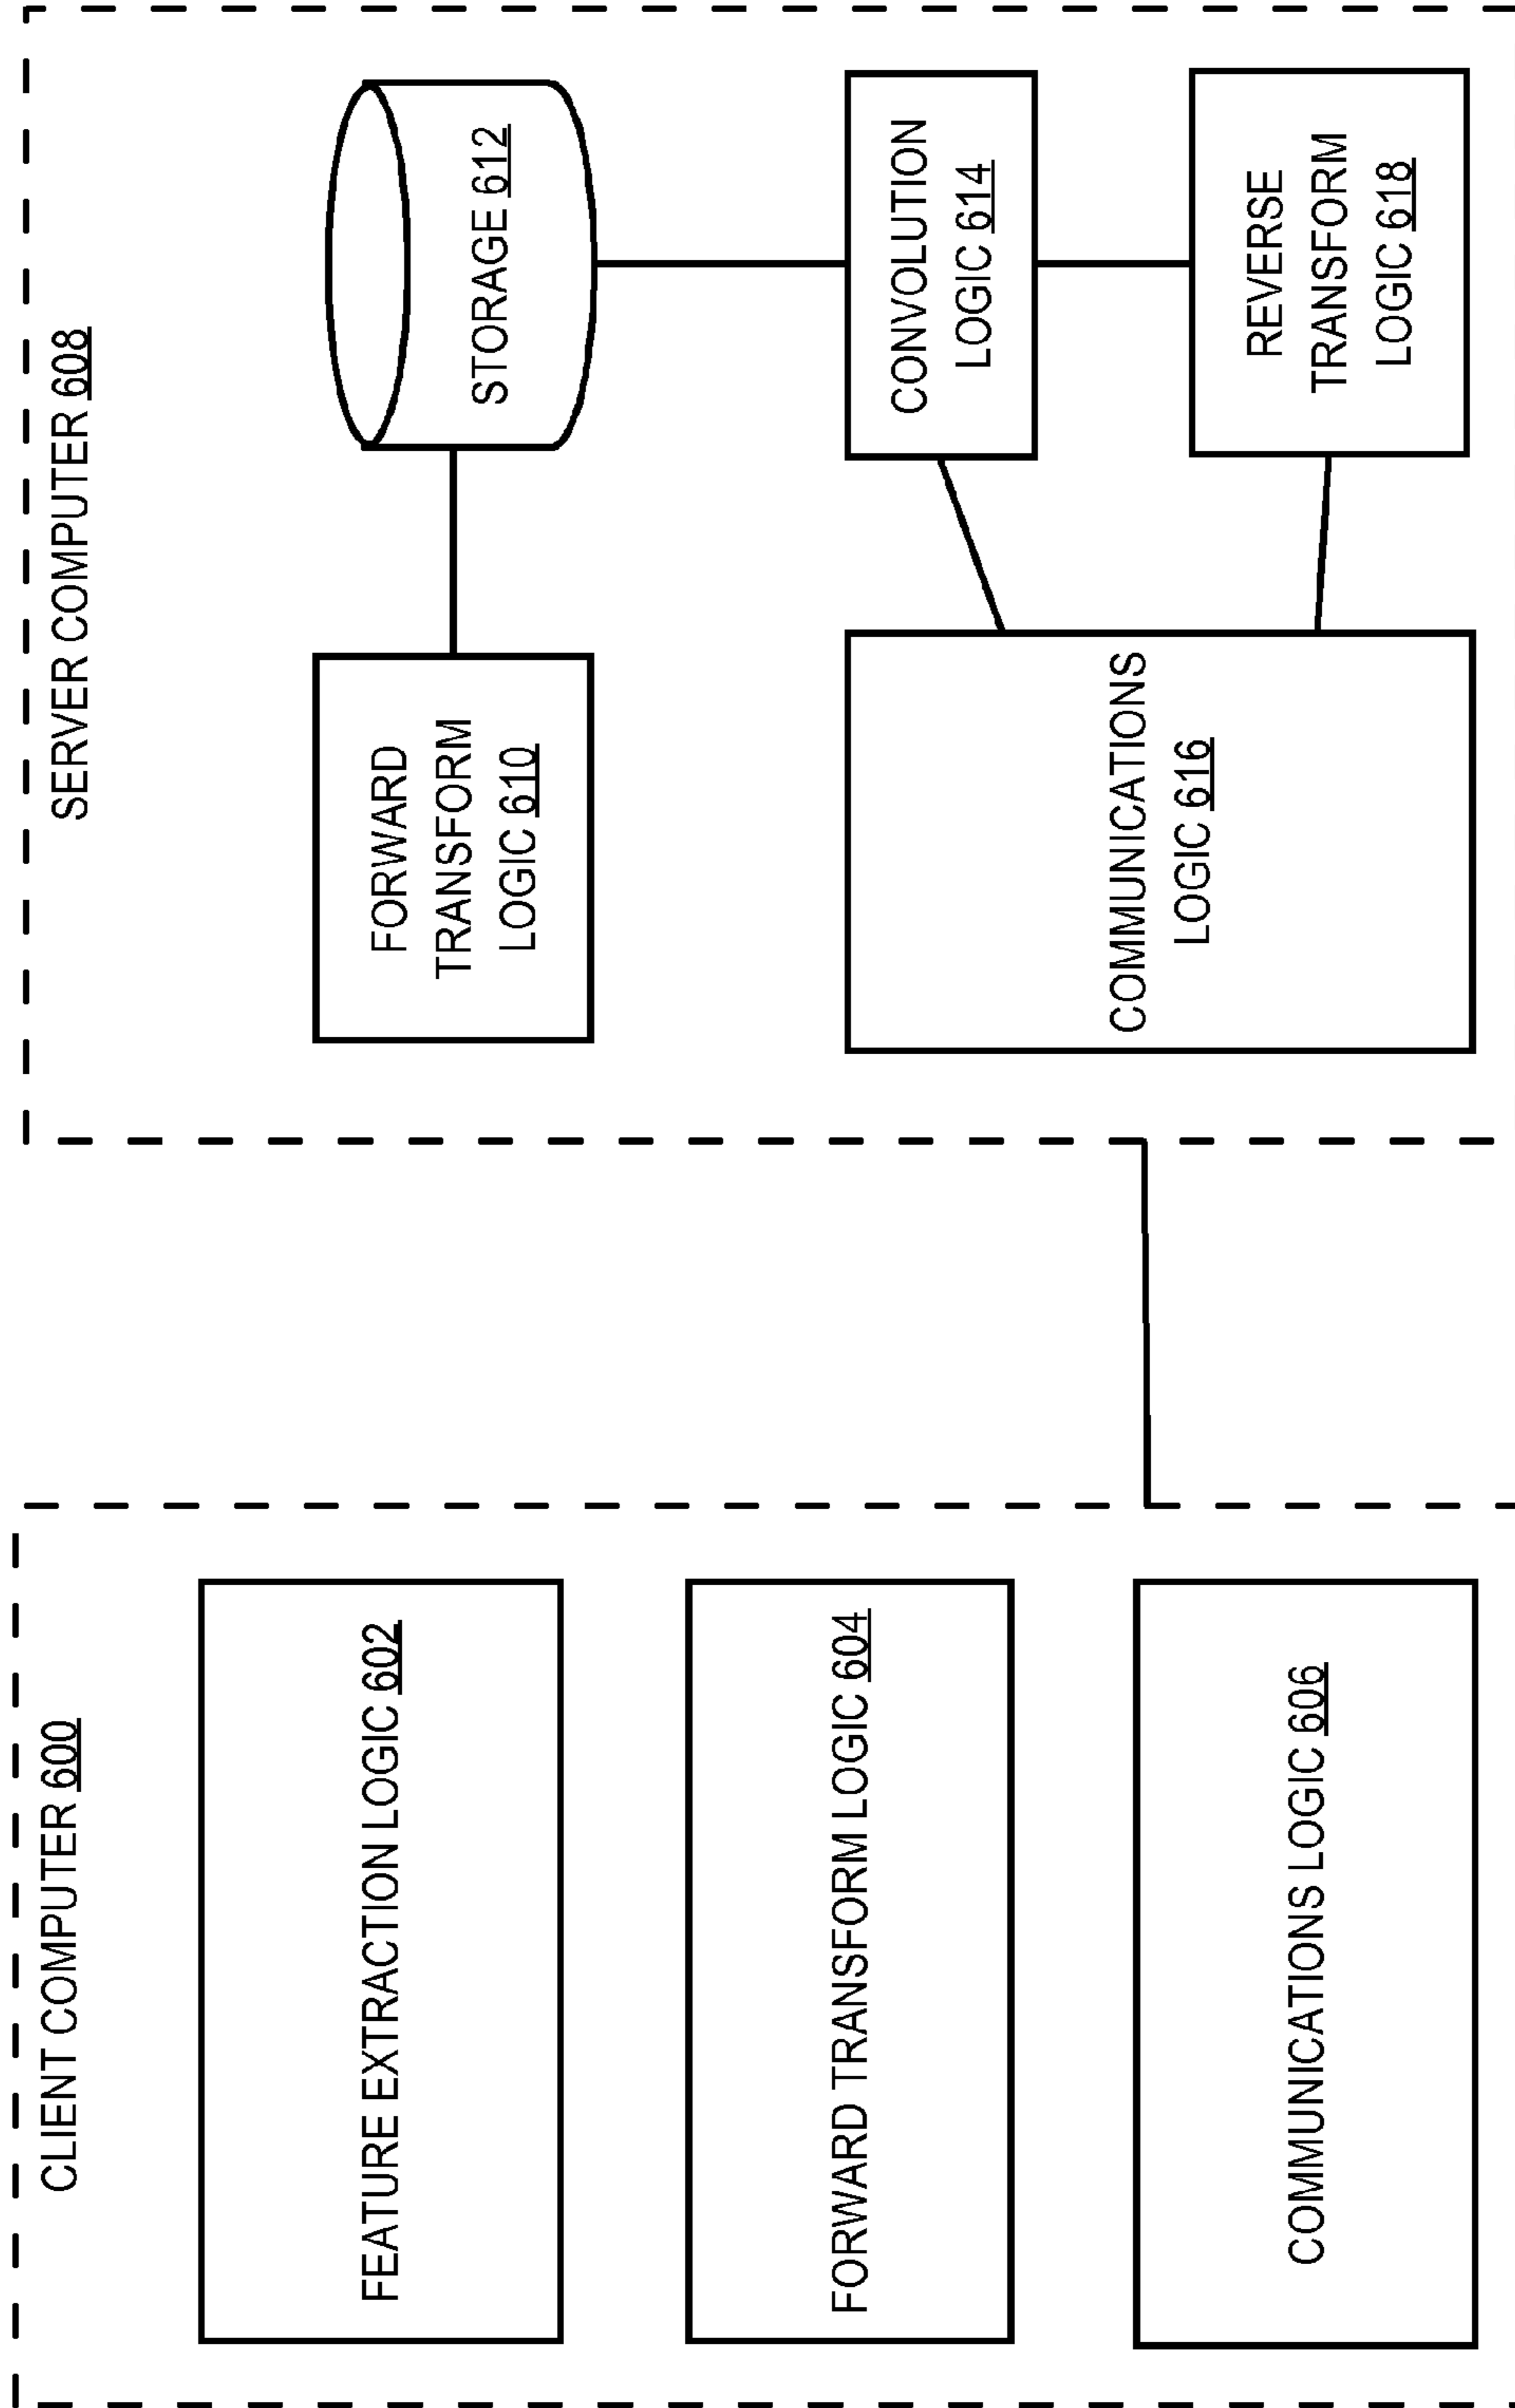 CLIENT COMPUTER 600
FEATURE EXTRACTION LOGIC 602
FORWARD TRANSFORM LOGIC 604
COMMUNICATIONS LOGIC 606
SERVER COMPUTER 608
FORWARD
TRANSFORM
LOGIC 610
STORAGE 612
COMMUNICATIONS
LOGIC 616
CONVOLUTION
LOGIC 614
REVERSE
TRANSFORM
LOGIC 618